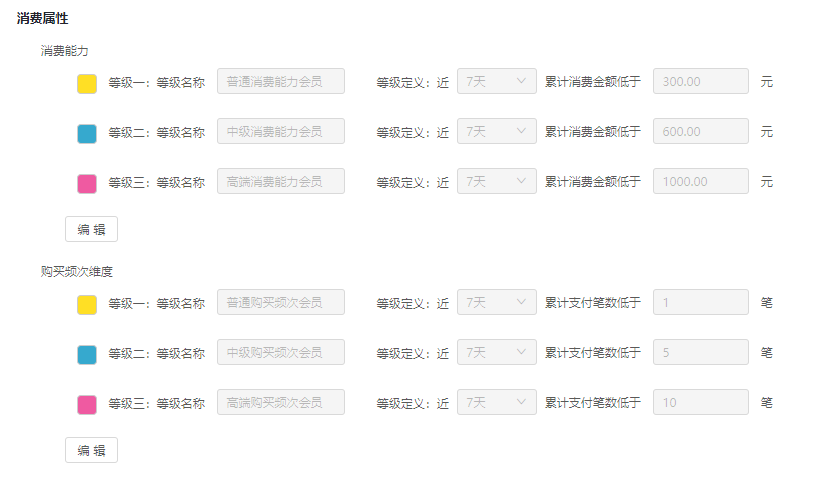 消费属性
消费能力
等级一：等级名称 普通消费能力会员 等级定义：近 7天 累计消费金额低于 300.00 元
等级二：等级名称 中级消费能力会员 等级定义：近 7天 累计消费金额低于 600.00 元
等级三：等级名称 高端消费能力会员 等级定义：近 7天 累计消费金额低于 1000.00 元
编 辑
购买频次维度
等级一：等级名称 普通购买频次会员 等级定义：近 7天 累计支付笔数低于 1 笔
等级二：等级名称 中级购买频次会员 等级定义：近 7天 累计支付笔数低于 5 笔
等级三：等级名称 高端购买频次会员 等级定义：近 7天 累计支付笔数低于 10 笔
编 辑